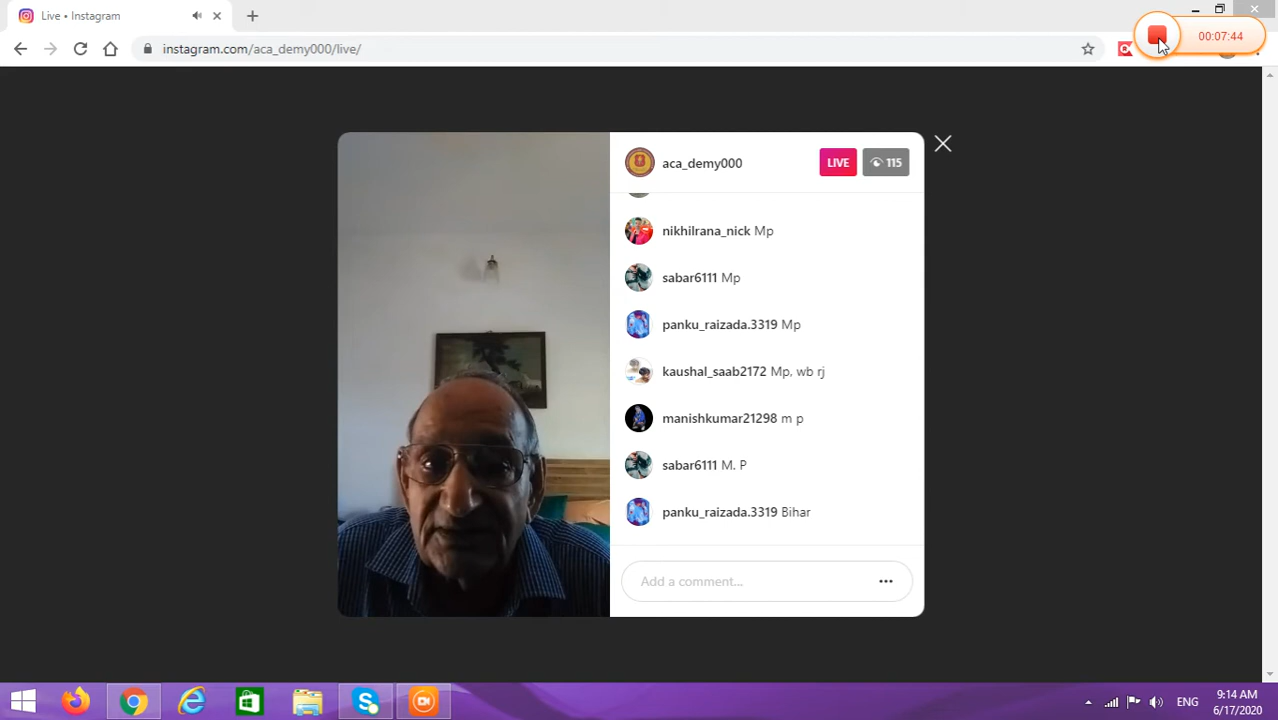 Live • Instagram
00:07:44
instagram.com/aca_demy000/live/
aca_demy000
LIVE
115
nikhilrana_nick Mp
sabar6111 Mp
panku_raizada.3319 Mp
kaushal_saab2172 Mp, wb rj
manishkumar21298 m p
sabar6111 M. P
panku_raizada.3319 Bihar
Add a comment...
ENG
9:14 AM
6/17/2020